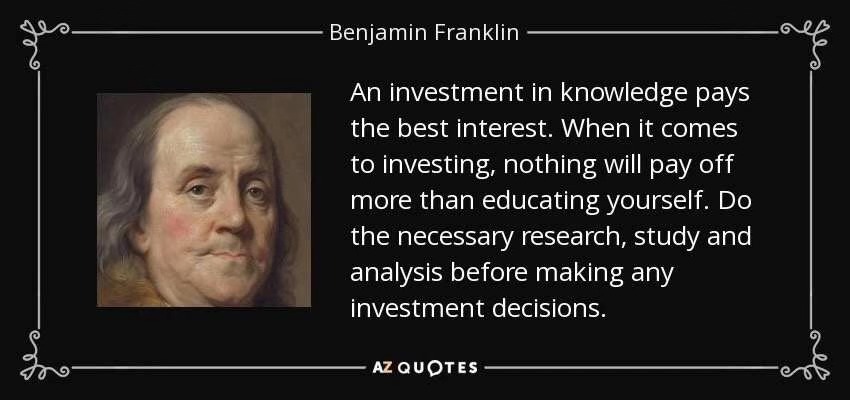 Benjamin Franklin
An investment in knowledge pays
the best interest. When it comes
to investing, nothing will pay off
more than educating yourself. Do
the necessary research, study and
analysis before making any
investment decisions.
AZ QUOTES